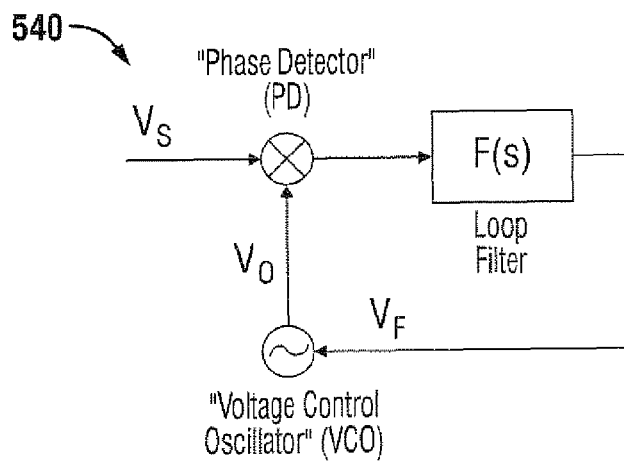 540
"Phase Detector"
(PD)
V_S
F(s)
Loop
Filter
V_O
V_F
"Voltage Control
Oscillator" (VCO)